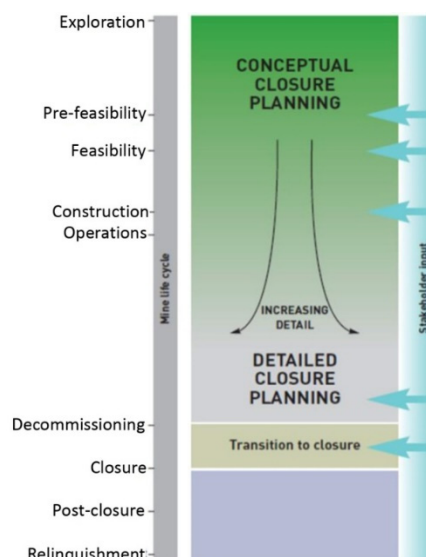 Exploration
CONCEPTUAL
CLOSURE
PLANNING
Pre-feasibility
Feasibility
Construction
Operations
Mine life cycle
Stakeholder input
INCREASING
DETAIL
DETAILED
CLOSURE
PLANNING
Decommissioning
Transition to closure
Closure
Post-closure
Relinquishment